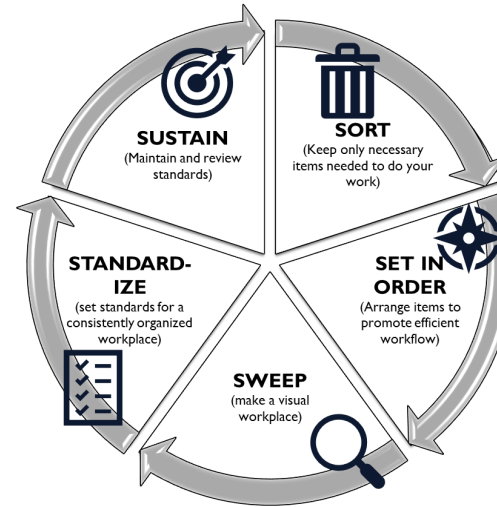 SORT
(Keep only necessary
items needed to do your
work)
SET IN
ORDER
(Arrange items to
promote efficient
workflow)
SWEEP
(make a visual
workplace)
STANDARD-
IZE
(set standards for a
consistently organized
workplace)
SUSTAIN
(Maintain and review
standards)